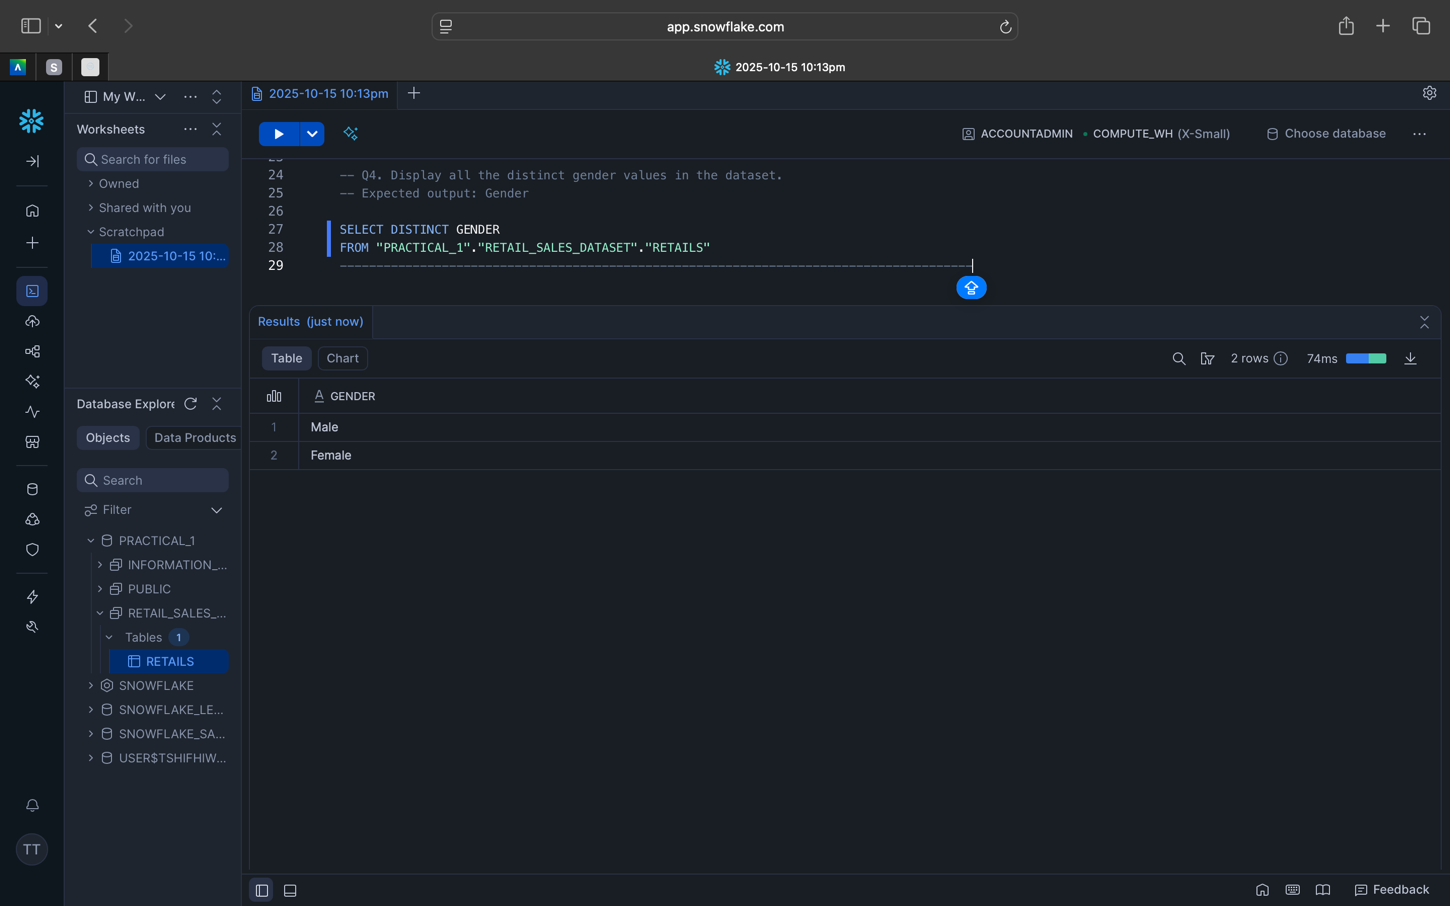 app.snowflake.com
S
2025-10-15 10:13pm
My W...
Worksheets
Search for files
Owned
Shared with you
Scratchpad
2025-10-15 10:...
Database Explore
Objects
Data Products
Search
Filter
PRACTICAL_1
INFORMATION_...
PUBLIC
RETAIL_SALES_...
Tables 1
RETAILS
SNOWFLAKE
SNOWFLAKE_LE...
SNOWFLAKE_SA...
USER$TSHIFHIW...
TT
2025-10-15 10:13pm
ACCOUNTADMIN
COMPUTE_WH (X-Small)
Choose database
24 -- Q4. Display all the distinct gender values in the dataset.
25 -- Expected output: Gender
26
27 SELECT DISTINCT GENDER
28 FROM "PRACTICAL_1"."RETAIL_SALES_DATASET"."RETAILS"
29 ---------------------------------------------------------------------------------------
Results (just now)
Table
Chart
2 rows
74ms
A GENDER
1 Male
2 Female
Feedback